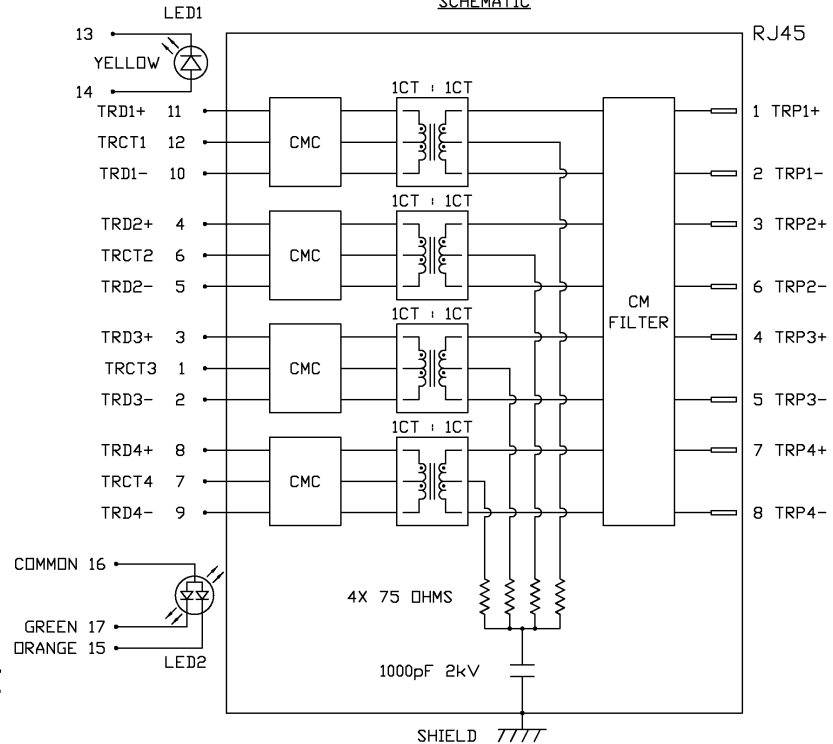 SCHEMATIC
LED1
13
YELLOW
14
RJ45
1CT : 1CT
TRD1+ 11
TRCT1 12
TRD1- 10
CMC
1 TRP1+
2 TRP1-
1CT : 1CT
TRD2+ 4
TRCT2 6
TRD2- 5
CMC
3 TRP2+
6 TRP2-
CM
FILTER
1CT : 1CT
TRD3+ 3
TRCT3 1
TRD3- 2
CMC
4 TRP3+
5 TRP3-
1CT : 1CT
TRD4+ 8
TRCT4 7
TRD4- 9
CMC
7 TRP4+
8 TRP4-
COMMON 16
GREEN 17
ORANGE 15
LED2
4X 75 OHMS
1000pF 2kV
SHIELD